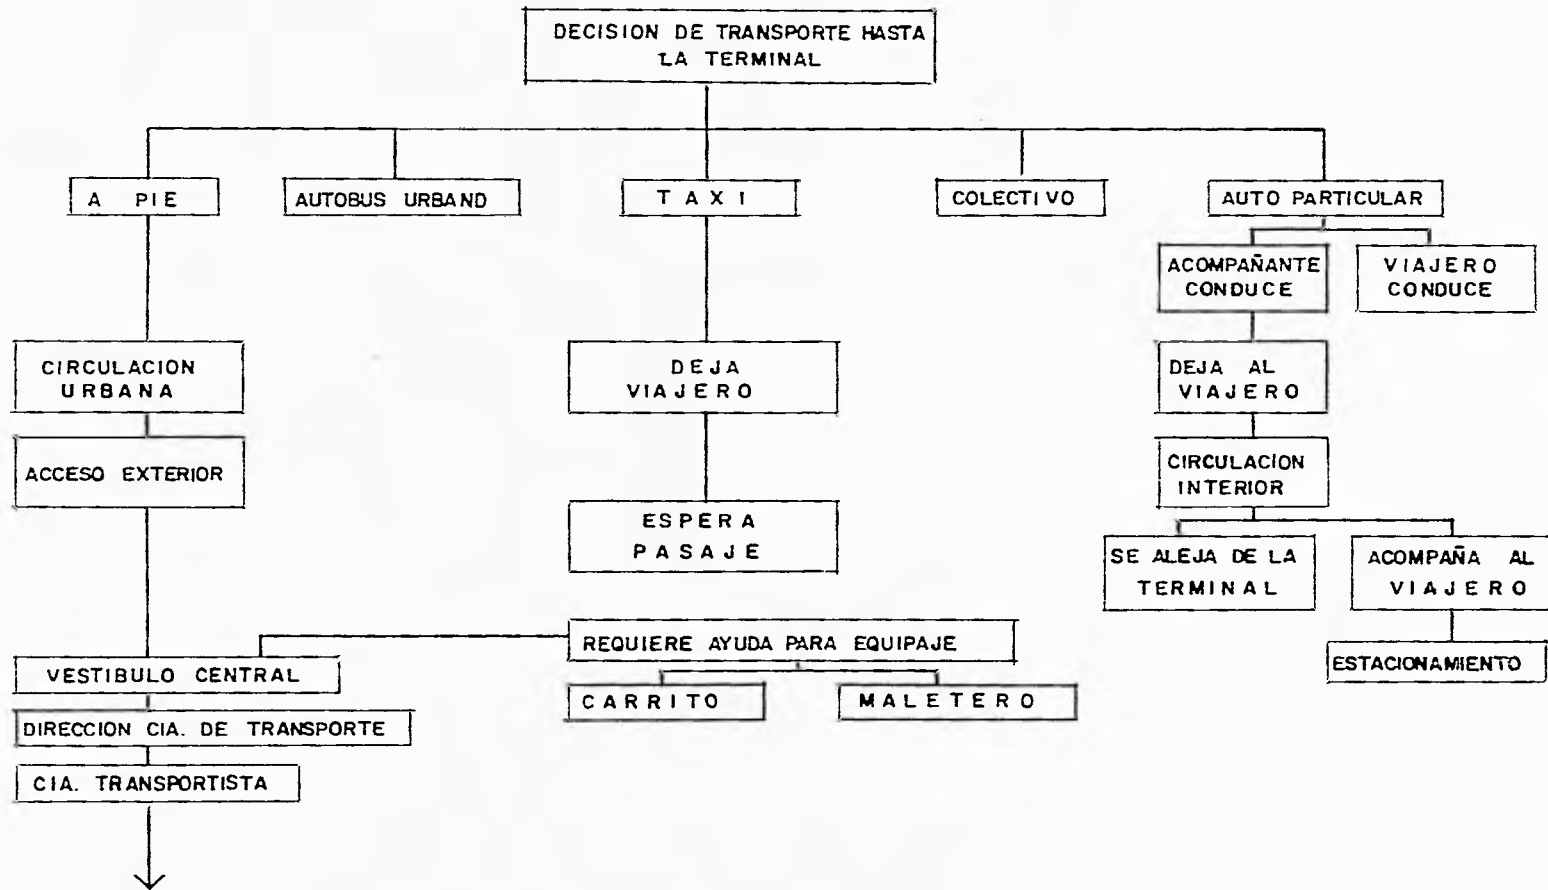 DECISION DE TRANSPORTE HASTA
LA TERMINAL
A PIE
AUTOBUS URBAND
TAXI
COLECTIVO
AUTO PARTICULAR
ACOMPAÑANTE
CONDUCE
VIAJERO
CONDUCE
CIRCULACION
URBANA
DEJA
VIAJERO
DEJA AL
VIAJERO
ACCESO EXTERIOR
CIRCULACION
INTERIOR
ESPERA
PASAJE
SE ALEJA DE LA
TERMINAL
ACOMPAÑA AL
VIAJERO
REQUIERE AYUDA PARA EQUIPAJE
ESTACIONAMIENTO
VESTIBULO CENTRAL
CARRITO
MALETERO
DIRECCION CIA. DE TRANSPORTE
CIA. TRANSPORTISTA